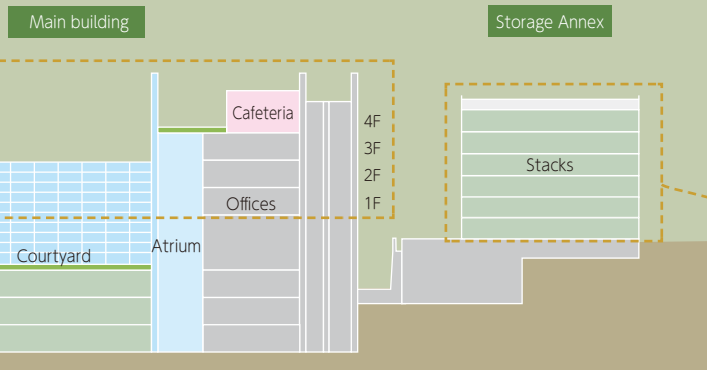 Main building
Storage Annex
Cafeteria
4F
3F
Stacks
2F
Offices
1F
Atrium
Courtyard